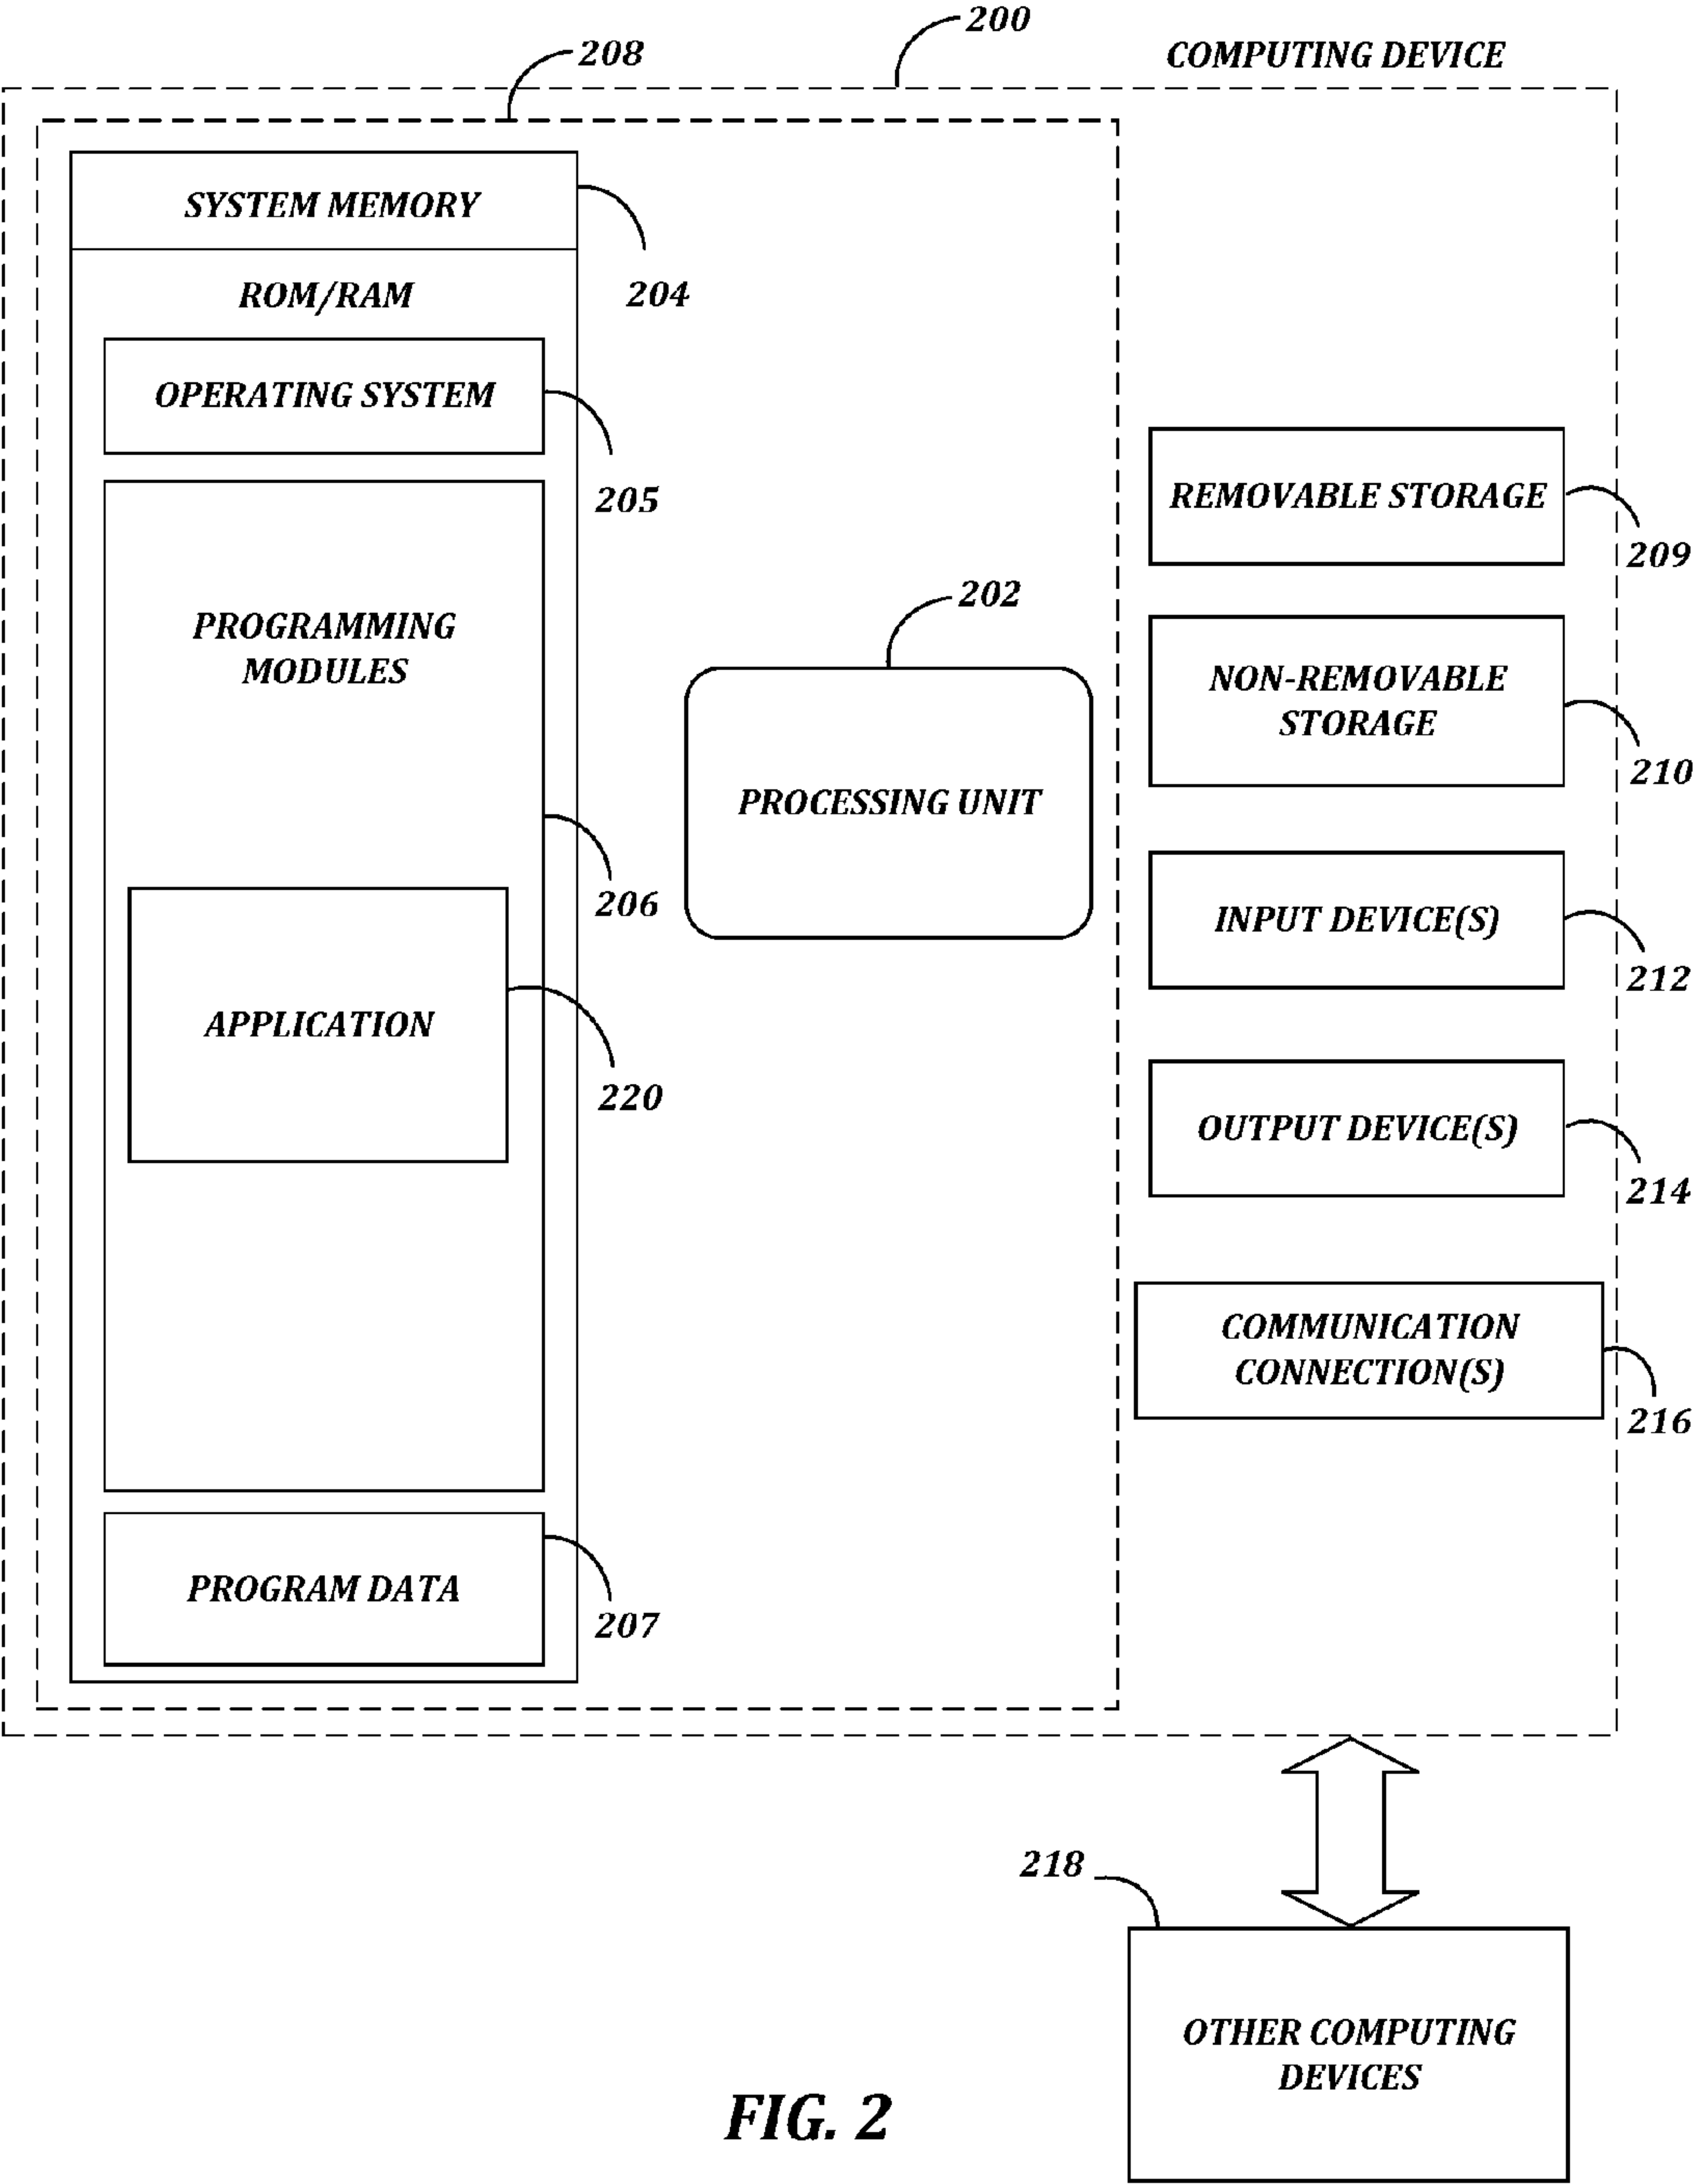 200
COMPUTING DEVICE
208
SYSTEM MEMORY
204
ROM/RAM
OPERATING SYSTEM
205
PROGRAMMING
MODULES
206
APPLICATION
220
PROGRAM DATA
207
202
PROCESSING UNIT
REMOVABLE STORAGE
209
NON-REMOVABLE
STORAGE
210
INPUT DEVICE(S)
212
OUTPUT DEVICE(S)
214
COMMUNICATION
CONNECTION(S)
216
218
OTHER COMPUTING
DEVICES
FIG. 2